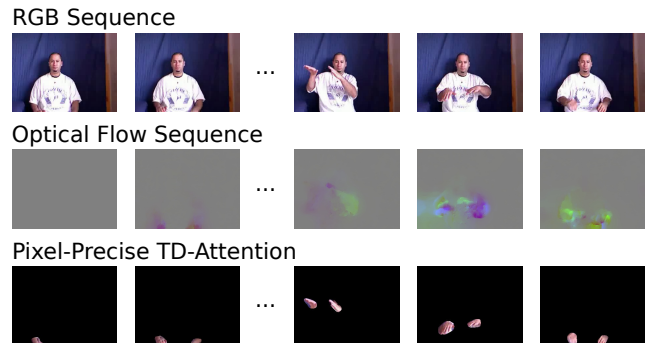 RGB Sequence
...
Optical Flow Sequence
...
Pixel-Precise TD-Attention
...